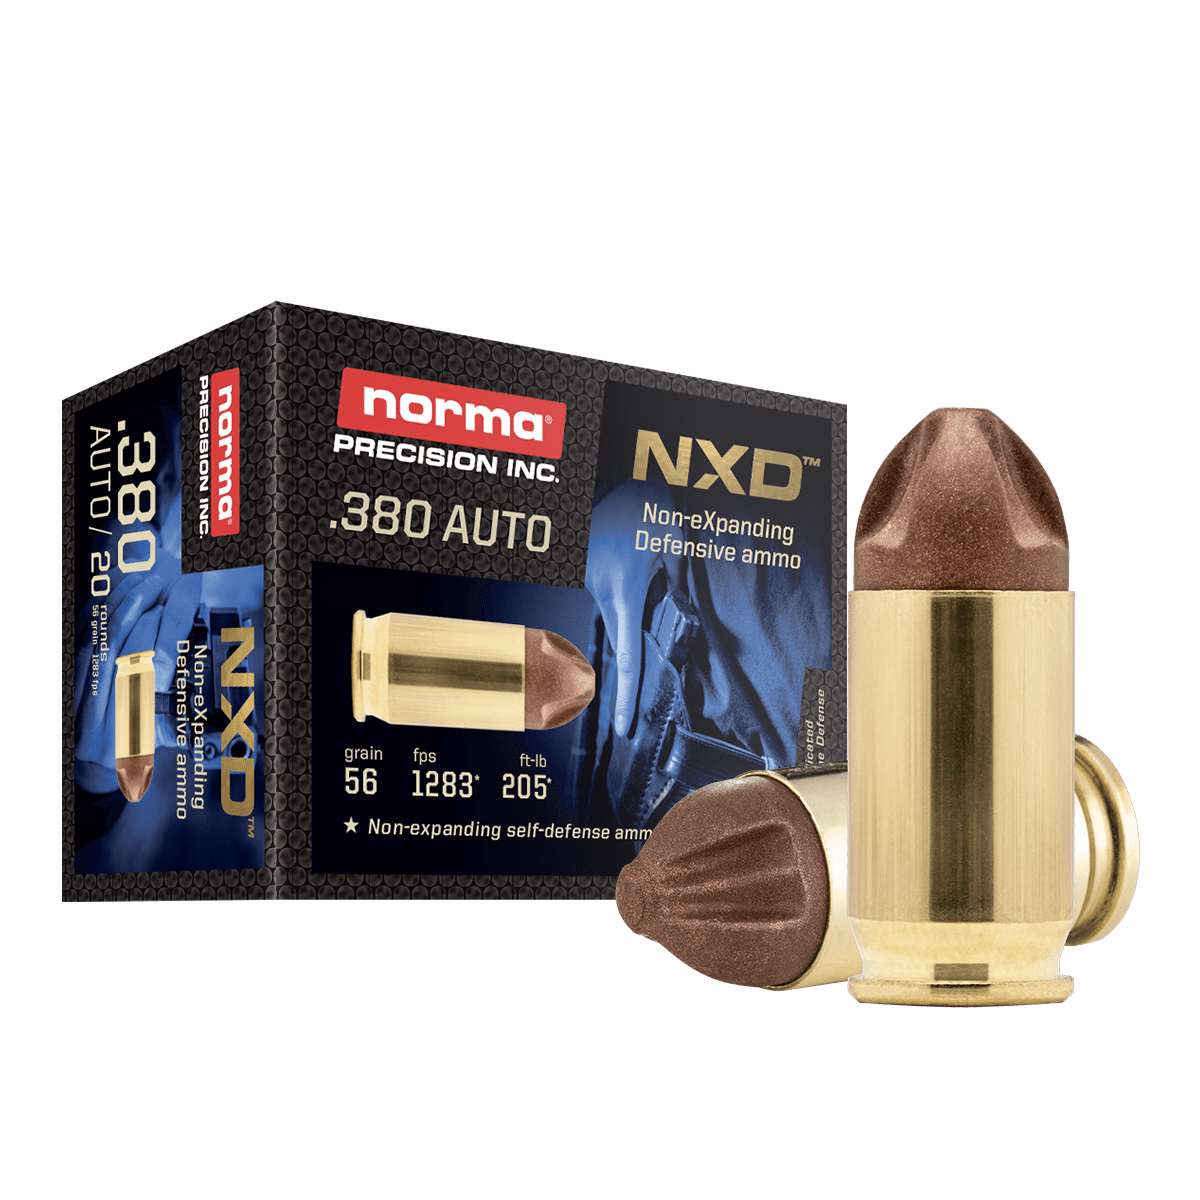 norma®
PRECISION INC.
.380
AUTO / 20 rounds
56 grain - 1283 fps
NXD™
Non-eXpanding
Defensive ammo
norma®
PRECISION INC.
.380 AUTO
NXD™
Non-eXpanding
Defensive ammo
grain fps ft-lb
56 1283* 205*
★ Non-expanding self-defense
Defense